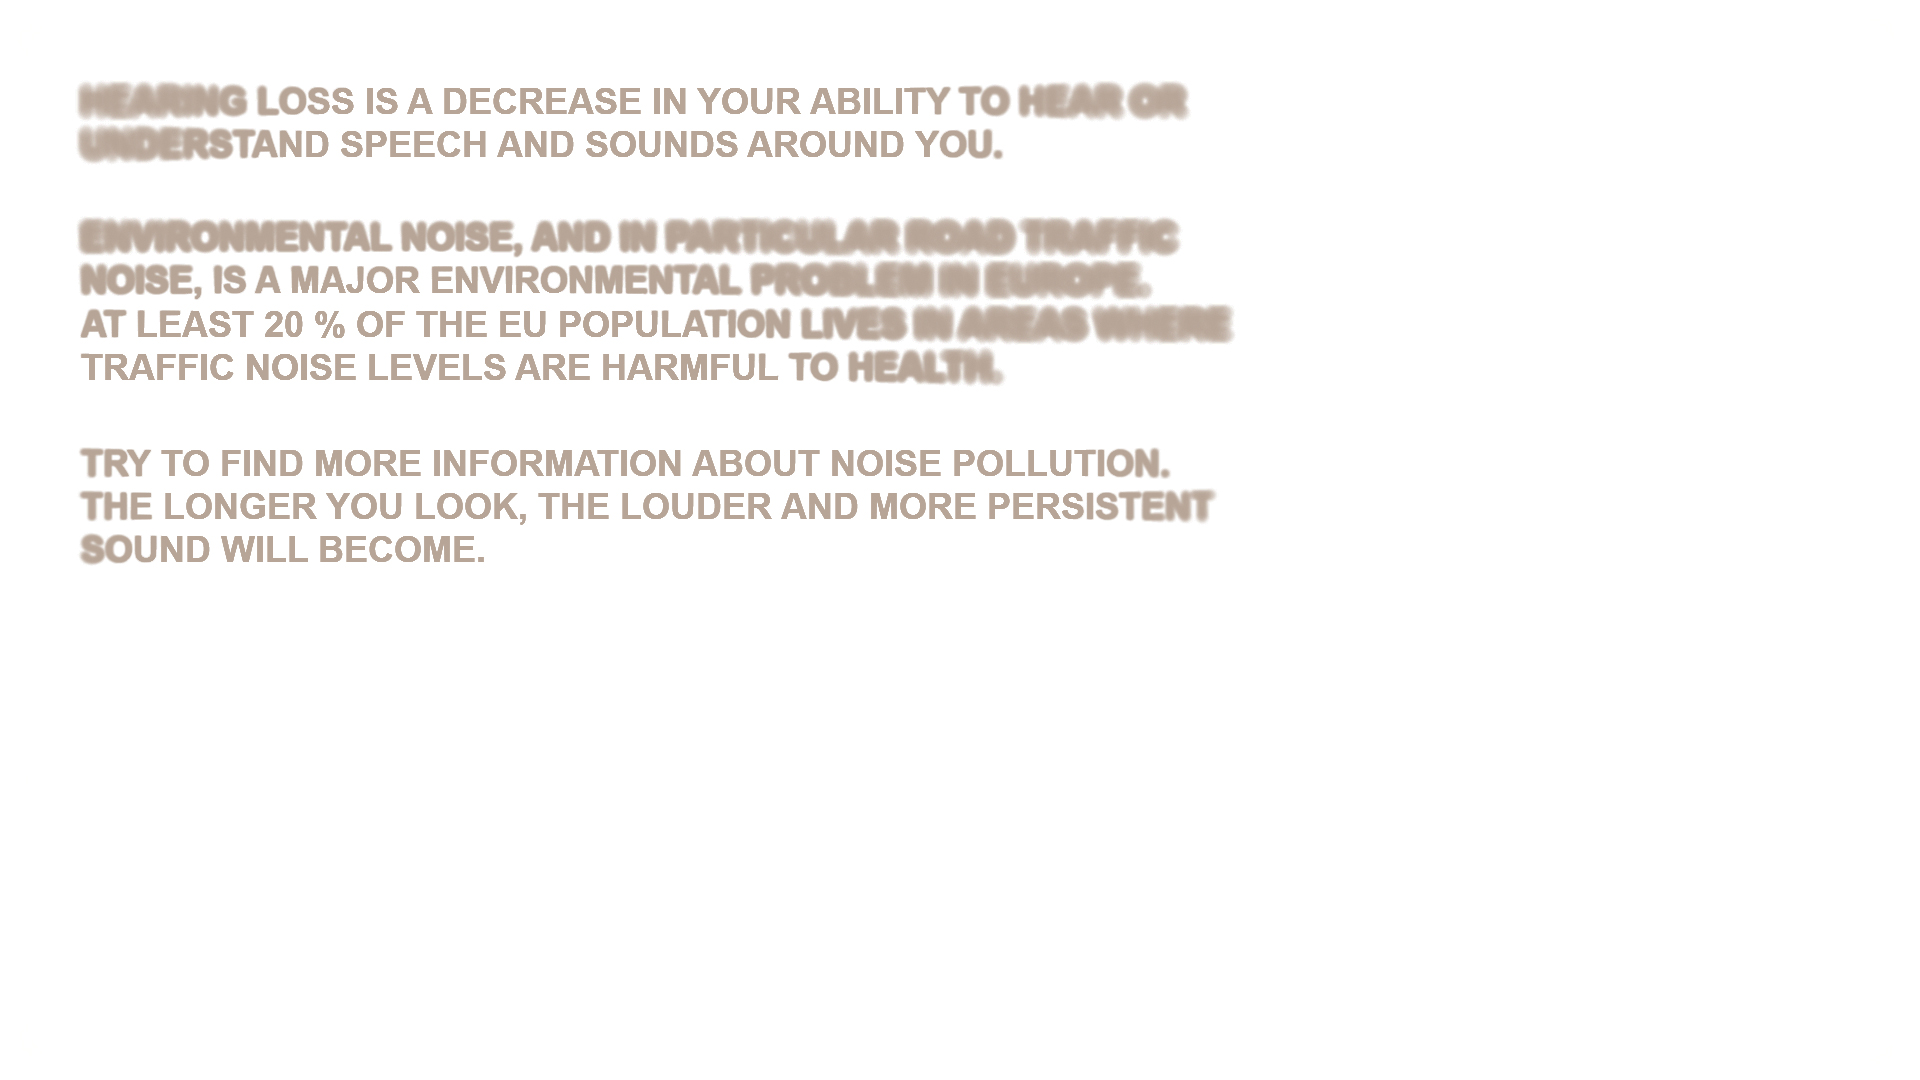 HEARING LOSS IS A DECREASE IN YOUR ABILITY TO HEAR OR
UNDERSTAND SPEECH AND SOUNDS AROUND YOU.
ENVIRONMENTAL NOISE, AND IN PARTICULAR ROAD TRAFFIC
NOISE, IS A MAJOR ENVIRONMENTAL PROBLEM IN EUROPE.
AT LEAST 20 % OF THE EU POPULATION LIVES IN AREAS WHERE
TRAFFIC NOISE LEVELS ARE HARMFUL TO HEALTH.
TRY TO FIND MORE INFORMATION ABOUT NOISE POLLUTION.
THE LONGER YOU LOOK, THE LOUDER AND MORE PERSISTENT
SOUND WILL BECOME.